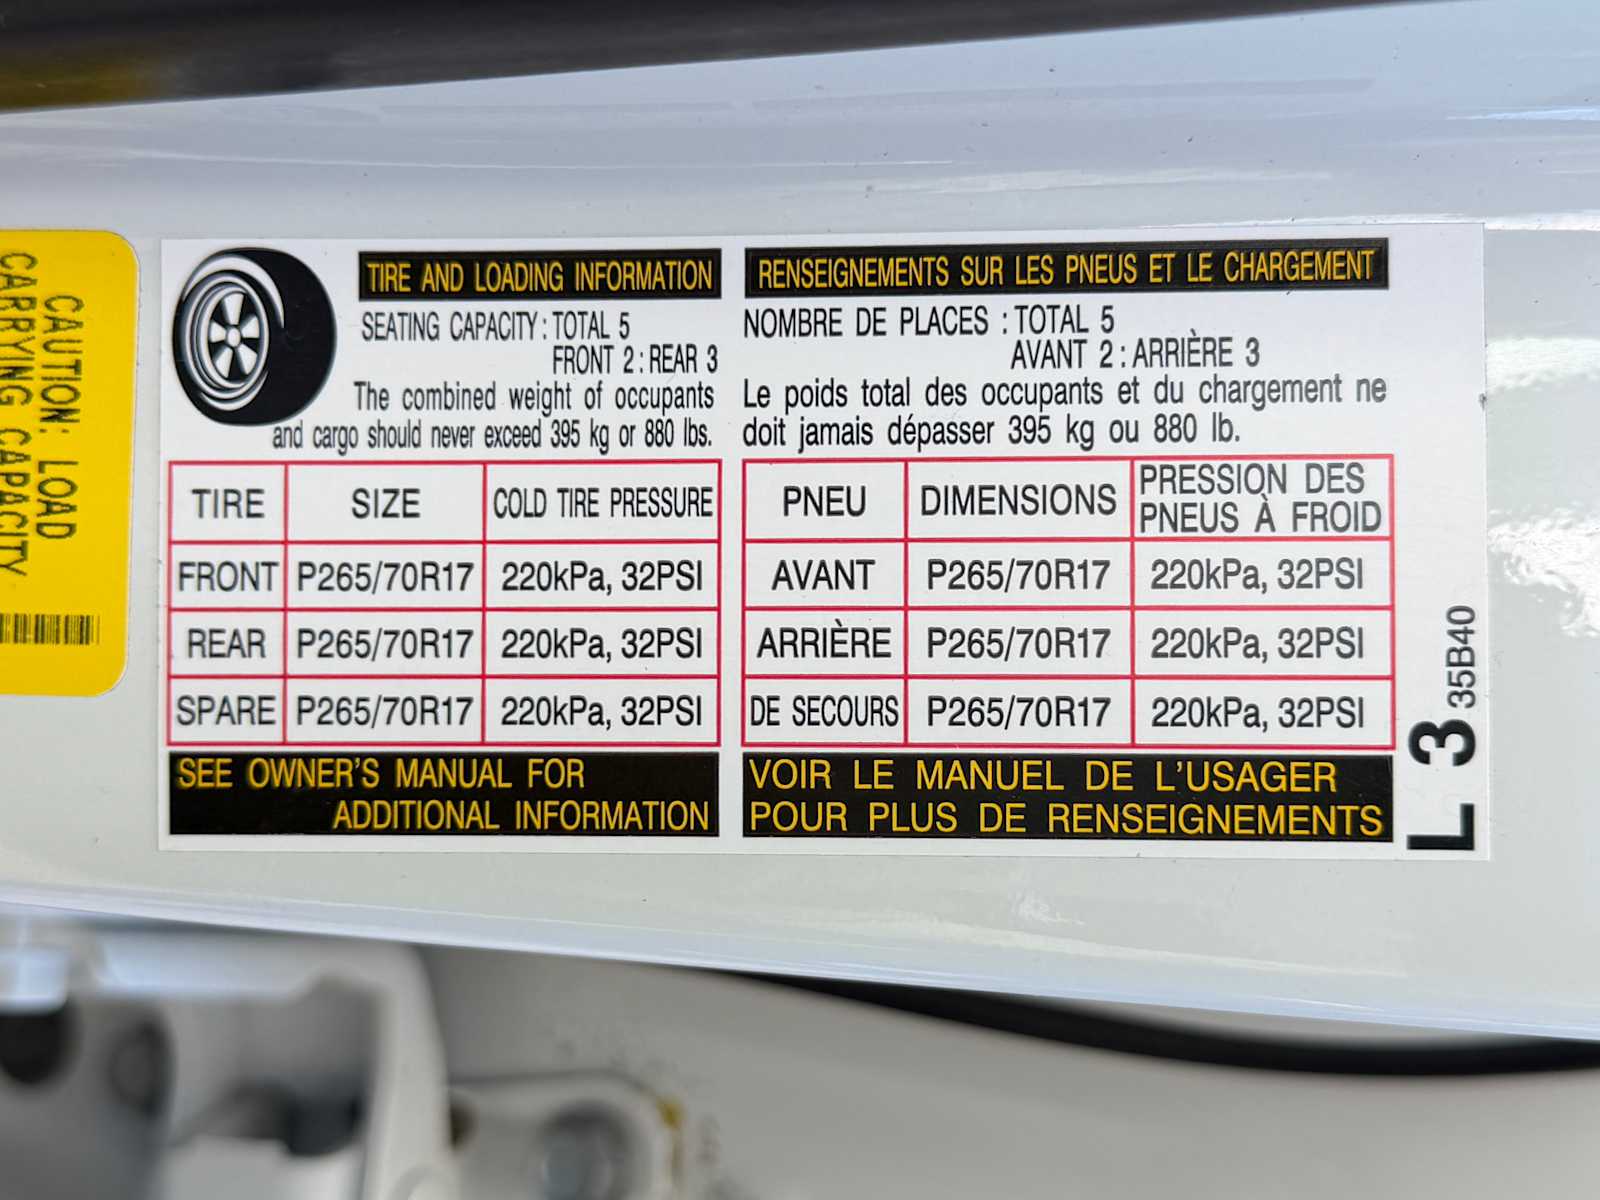 CAUTION: LOAD
CARRYING CAPACITY
TIRE AND LOADING INFORMATION
SEATING CAPACITY : TOTAL 5
FRONT 2 : REAR 3
The combined weight of occupants
and cargo should never exceed 395 kg or 880 lbs.
TIRE SIZE COLD TIRE PRESSURE
FRONT P265/70R17 220kPa, 32PSI
REAR P265/70R17 220kPa, 32PSI
SPARE P265/70R17 220kPa, 32PSI
SEE OWNER'S MANUAL FOR
ADDITIONAL INFORMATION
RENSEIGNEMENTS SUR LES PNEUS ET LE CHARGEMENT
NOMBRE DE PLACES : TOTAL 5
AVANT 2 : ARRIÈRE 3
Le poids total des occupants et du chargement ne
doit jamais dépasser 395 kg ou 880 lb.
PNEU DIMENSIONS PRESSION DES
PNEUS À FROID
AVANT P265/70R17 220kPa, 32PSI
ARRIÈRE P265/70R17 220kPa, 32PSI
DE SECOURS P265/70R17 220kPa, 32PSI
VOIR LE MANUEL DE L'USAGER
POUR PLUS DE RENSEIGNEMENTS
L 3 35B40